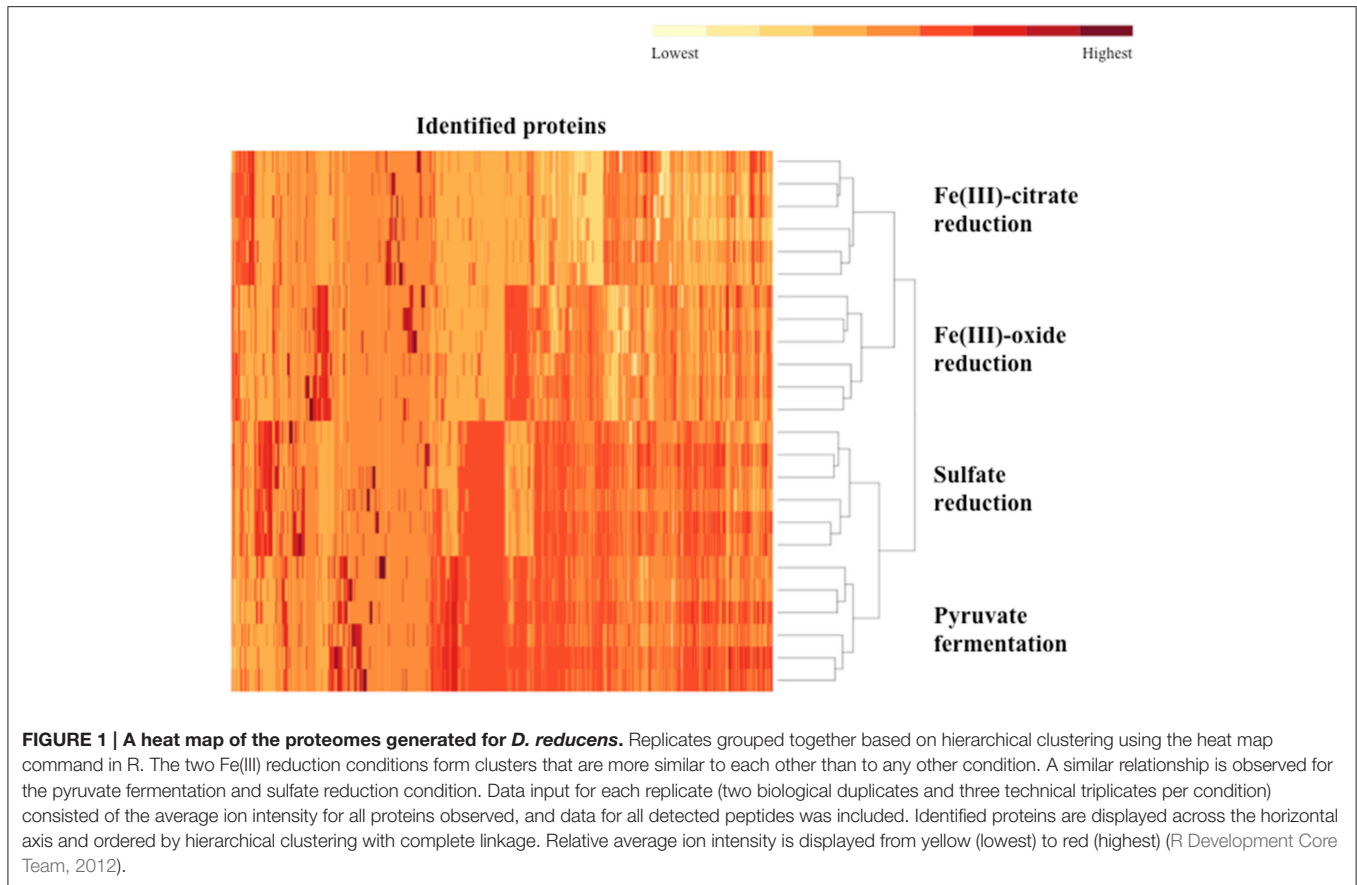 Lowest
Highest
Identified proteins
Fe(III)-citrate
reduction
Fe(III)-oxide
reduction
Sulfate
reduction
Pyruvate
fermentation
FIGURE 1 | A heat map of the proteomes generated for D. reducens. Replicates grouped together based on hierarchical clustering using the heat map
command in R. The two Fe(III) reduction conditions form clusters that are more similar to each other than to any other condition. A similar relationship is observed for
the pyruvate fermentation and sulfate reduction condition. Data input for each replicate (two biological duplicates and three technical triplicates per condition)
consisted of the average ion intensity for all proteins observed, and data for all detected peptides was included. Identified proteins are displayed across the horizontal
axis and ordered by hierarchical clustering with complete linkage. Relative average ion intensity is displayed from yellow (lowest) to red (highest) (R Development Core
Team, 2012).